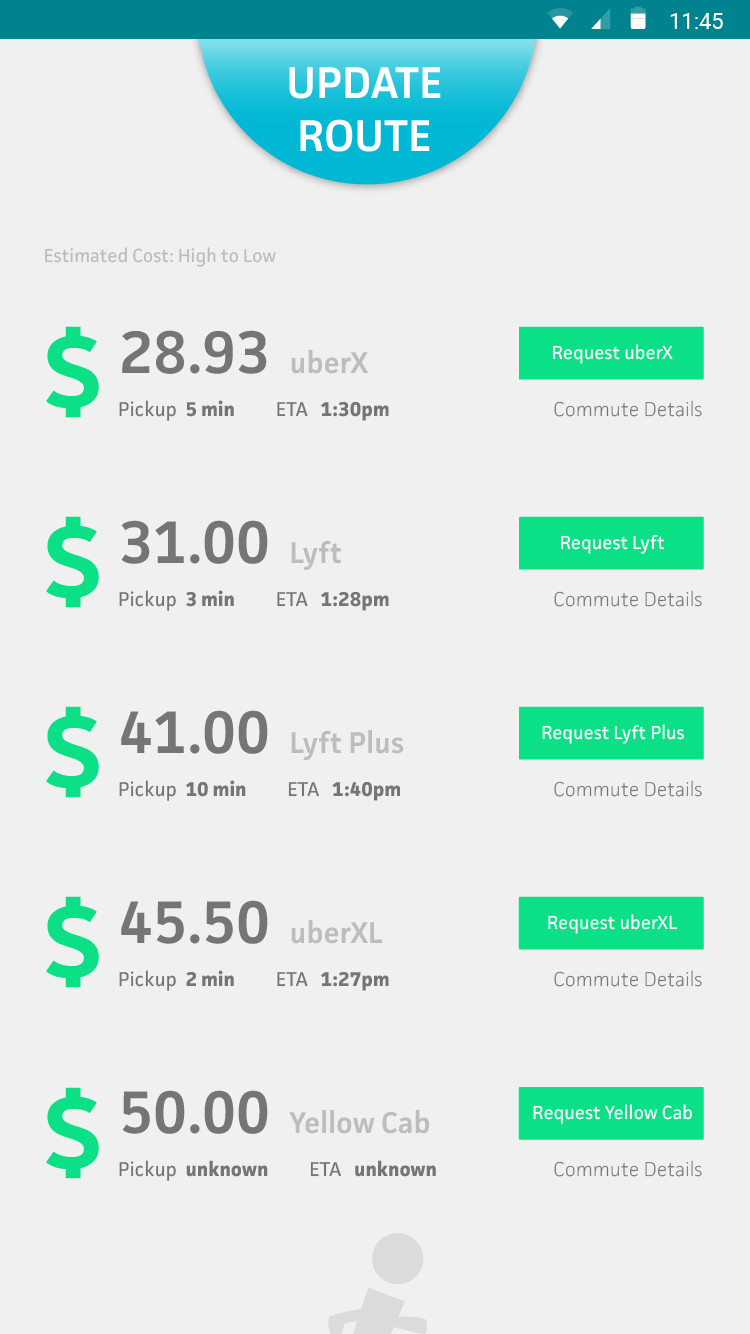 11:45
UPDATE
ROUTE
Estimated Cost: High to Low
$ 28.93 uberX Request uberX
Pickup 5 min ETA 1:30pm Commute Details
$ 31.00 Lyft Request Lyft
Pickup 3 min ETA 1:28pm Commute Details
$ 41.00 Lyft Plus Request Lyft Plus
Pickup 10 min ETA 1:40pm Commute Details
$ 45.50 uberXL Request uberXL
Pickup 2 min ETA 1:27pm Commute Details
$ 50.00 Yellow Cab Request Yellow Cab
Pickup unknown ETA unknown Commute Details